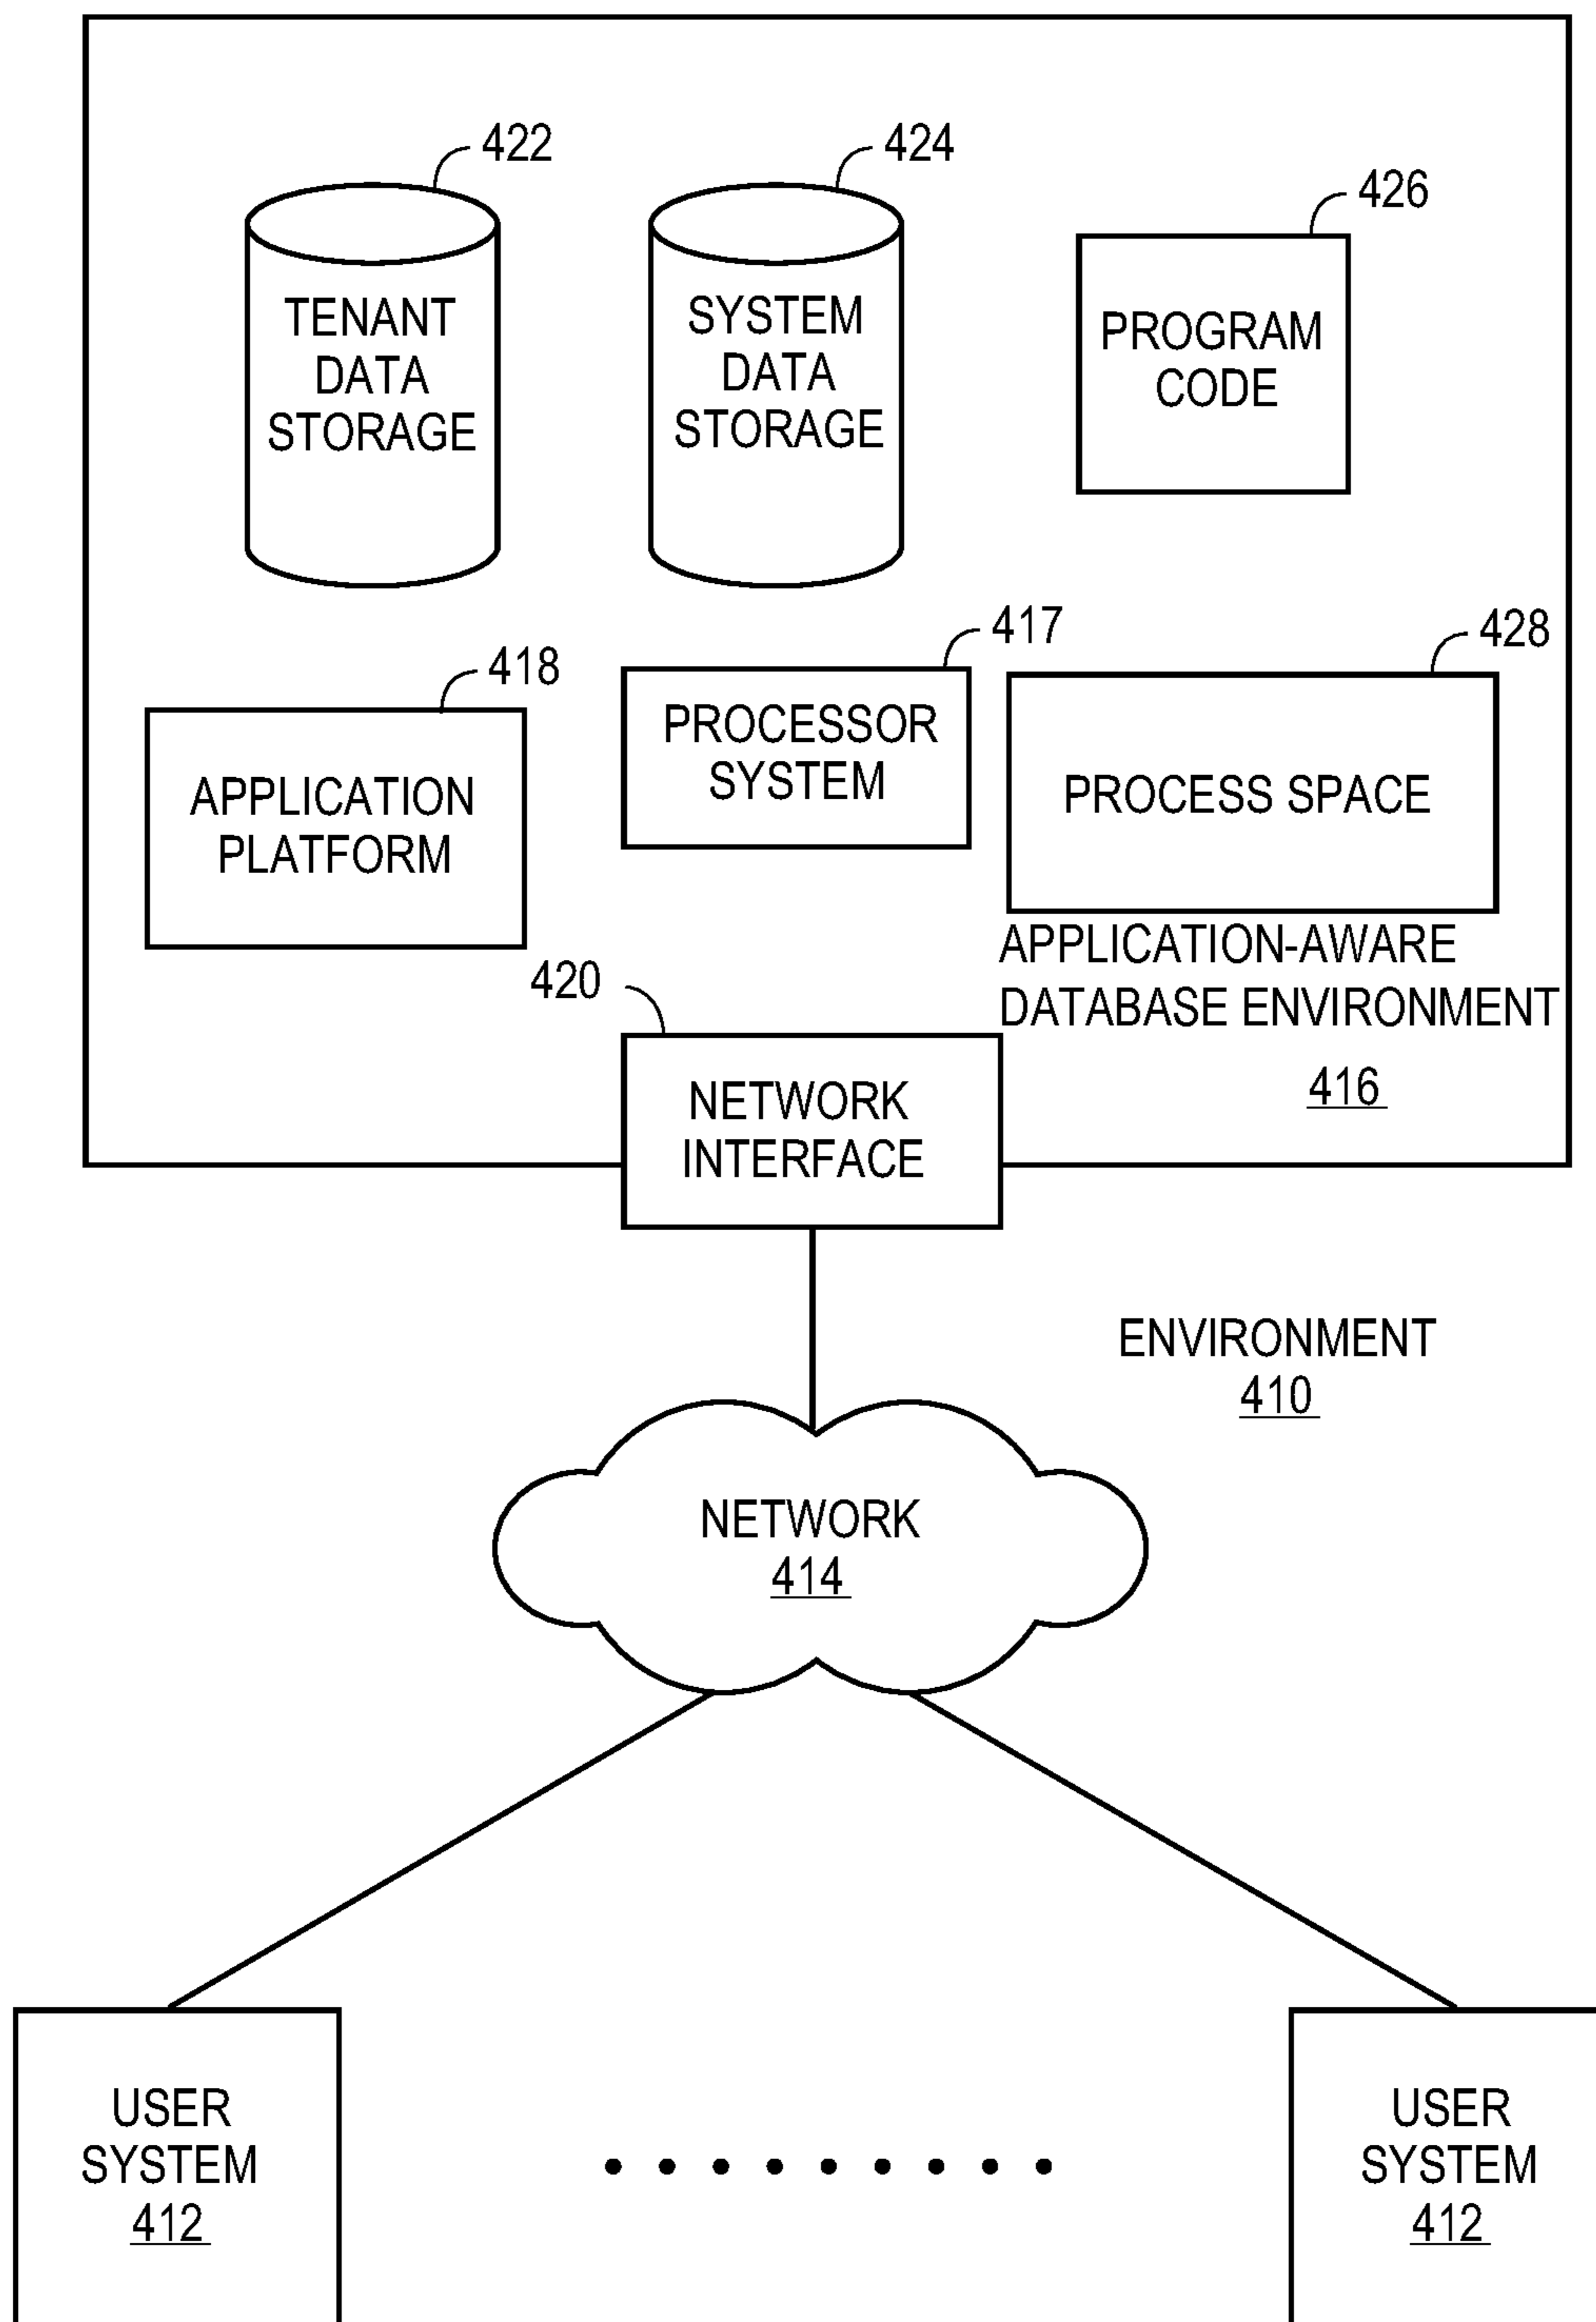 422
424
426
TENANT
DATA
STORAGE
SYSTEM
DATA
STORAGE
PROGRAM
CODE
418
417
428
APPLICATION
PLATFORM
PROCESSOR
SYSTEM
PROCESS SPACE
APPLICATION-AWARE
DATABASE ENVIRONMENT
416
420
NETWORK
INTERFACE
ENVIRONMENT
410
NETWORK
414
USER
SYSTEM
412
USER
SYSTEM
412